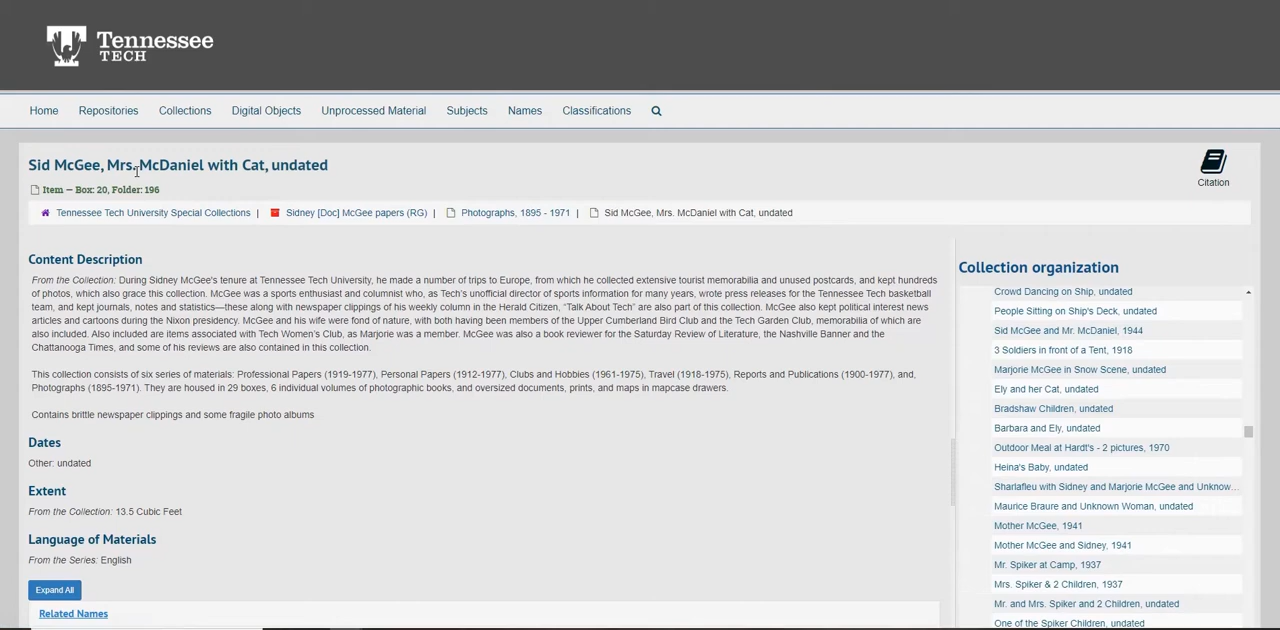 Tennessee
TECH
Home Repositories Collections Digital Objects Unprocessed Material Subjects Names Classifications
Sid McGee, Mrs. McDaniel with Cat, undated
Citation
Item — Box: 20, Folder: 196
Tennessee Tech University Special Collections | Sidney [Doc] McGee papers (RG) | Photographs, 1895 - 1971 | Sid McGee, Mrs. McDaniel with Cat, undated
Content Description
From the Collection: During Sidney McGee's tenure at Tennessee Tech University, he made a number of trips to Europe, from which he collected extensive tourist memorabilia and unused postcards, and kept hundreds
of photos, which also grace this collection. McGee was a sports enthusiast and columnist who, as Tech's unofficial director of sports information for many years, wrote press releases for the Tennessee Tech basketball
team, and kept journals, notes and statistics—these along with newspaper clippings of his weekly column in the Herald Citizen, “Talk About Tech” are also part of this collection. McGee also kept political interest news
articles and cartoons during the Nixon presidency. McGee and his wife were fond of nature, with both having been members of the Upper Cumberland Bird Club and the Tech Garden Club, memorabilia of which are
also included. Also included are items associated with Tech Women's Club, as Marjorie was a member. McGee was also a book reviewer for the Saturday Review of Literature, the Nashville Banner and the
Chattanooga Times, and some of his reviews are also contained in this collection.
This collection consists of six series of materials: Professional Papers (1919-1977), Personal Papers (1912-1977), Clubs and Hobbies (1961-1975), Travel (1918-1975), Reports and Publications (1900-1977), and,
Photographs (1895-1971). They are housed in 29 boxes, 6 individual volumes of photographic books, and oversized documents, prints, and maps in mapcase drawers.
Contains brittle newspaper clippings and some fragile photo albums
Dates
Other: undated
Extent
From the Collection: 13.5 Cubic Feet
Language of Materials
From the Series: English
Expand All
Related Names
Collection organization
Crowd Dancing on Ship, undated
People Sitting on Ship's Deck, undated
Sid McGee and Mr. McDaniel, 1944
3 Soldiers in front of a Tent, 1918
Marjorie McGee in Snow Scene, undated
Ely and her Cat, undated
Bradshaw Children, undated
Barbara and Ely, undated
Outdoor Meal at Hardt's - 2 pictures, 1970
Heina's Baby, undated
Sharlafleu with Sidney and Marjorie McGee and Unknow...
Maurice Braure and Unknown Woman, undated
Mother McGee, 1941
Mother McGee and Sidney, 1941
Mr. Spiker at Camp, 1937
Mrs. Spiker & 2 Children, 1937
Mr. and Mrs. Spiker and 2 Children, undated
One of the Spiker Children, undated